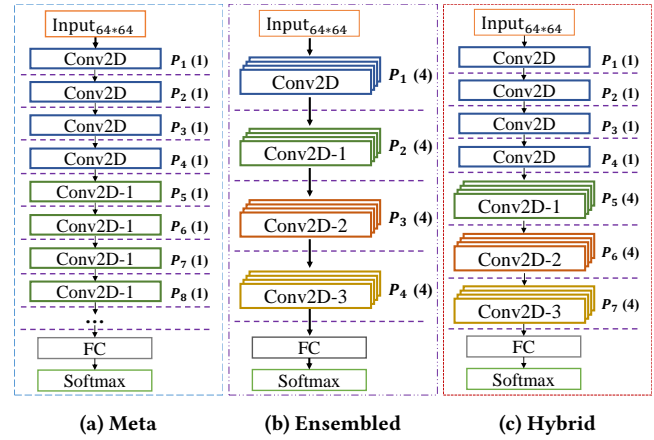 Input64*64
Conv2D P1 (1)
Conv2D P2 (1)
Conv2D P3 (1)
Conv2D P4 (1)
Conv2D-1 P5 (1)
Conv2D-1 P6 (1)
Conv2D-1 P7 (1)
Conv2D-1 P8 (1)
...
FC
Softmax
(a) Meta
Input64*64
Conv2D P1 (4)
Conv2D-1 P2 (4)
Conv2D-2 P3 (4)
Conv2D-3 P4 (4)
FC
Softmax
(b) Ensembled
Input64*64
Conv2D P1 (1)
Conv2D P2 (1)
Conv2D P3 (1)
Conv2D P4 (1)
Conv2D-1 P5 (4)
Conv2D-2 P6 (4)
Conv2D-3 P7 (4)
FC
Softmax
(c) Hybrid